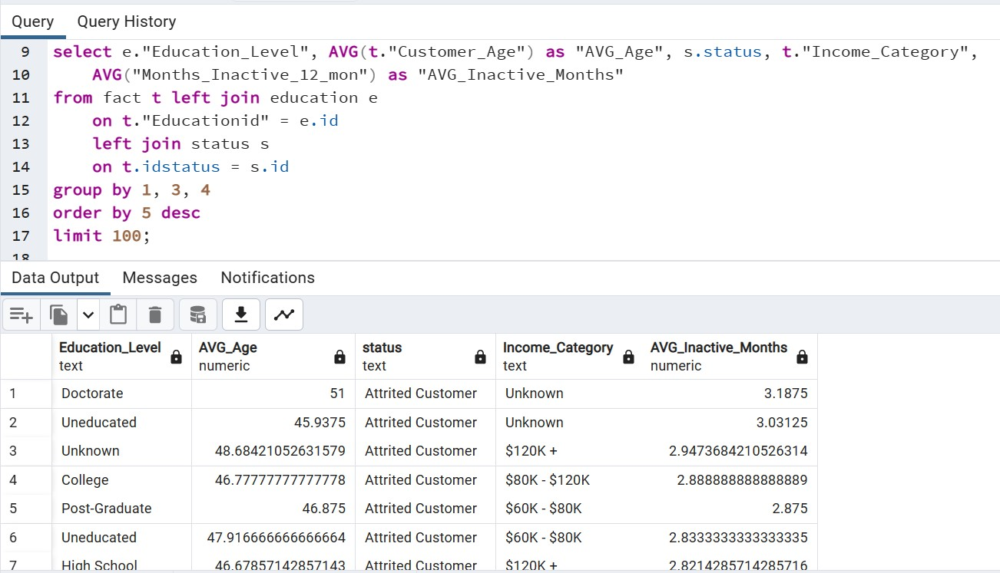 Query Query History
9 select e."Education_Level", AVG(t."Customer_Age") as "AVG_Age", s.status, t."Income_Category",
10 AVG("Months_Inactive_12_mon") as "AVG_Inactive_Months"
11 from fact t left join education e
12 on t."Educationid" = e.id
13 left join status s
14 on t.idstatus = s.id
15 group by 1, 3, 4
16 order by 5 desc
17 limit 100;
18
Data Output Messages Notifications
Education_Level AVG_Age status Income_Category AVG_Inactive_Months
text numeric text text numeric
1 Doctorate 51 Attrited Customer Unknown 3.1875
2 Uneducated 45.9375 Attrited Customer Unknown 3.03125
3 Unknown 48.68421052631579 Attrited Customer $120K + 2.9473684210526314
4 College 46.77777777777778 Attrited Customer $80K - $120K 2.888888888888889
5 Post-Graduate 46.875 Attrited Customer $60K - $80K 2.875
6 Uneducated 47.916666666666664 Attrited Customer $60K - $80K 2.8333333333333335
7 High School 46.67857142857143 Attrited Customer $120K + 2.8214285714285716